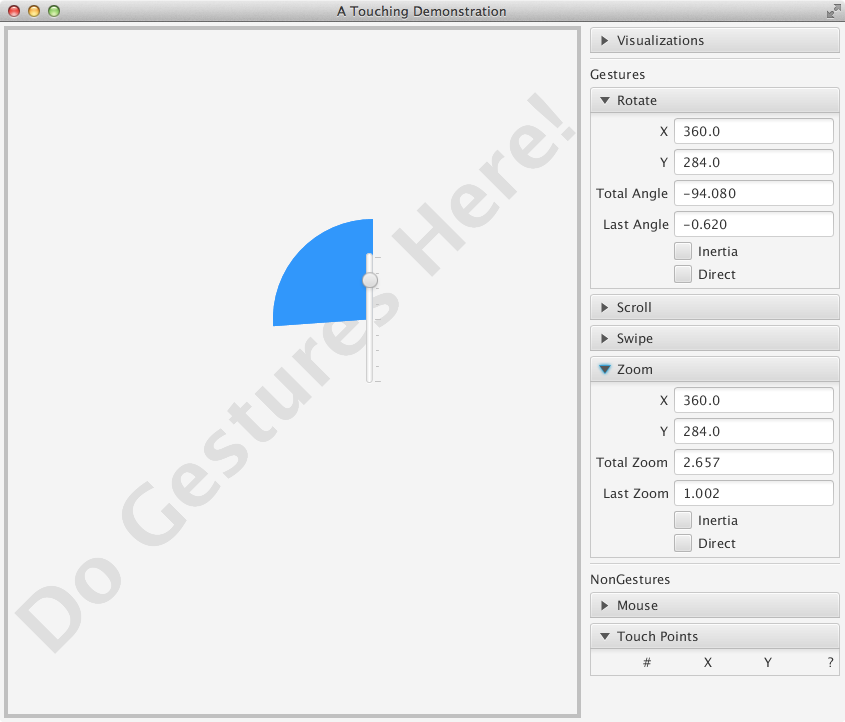 A Touching Demonstration
Do Gestures Here!
Visualizations
Gestures
Rotate
X 360.0
Y 284.0
Total Angle -94.080
Last Angle -0.620
Inertia
Direct
Scroll
Swipe
Zoom
X 360.0
Y 284.0
Total Zoom 2.657
Last Zoom 1.002
Inertia
Direct
NonGestures
Mouse
Touch Points
# X Y ?